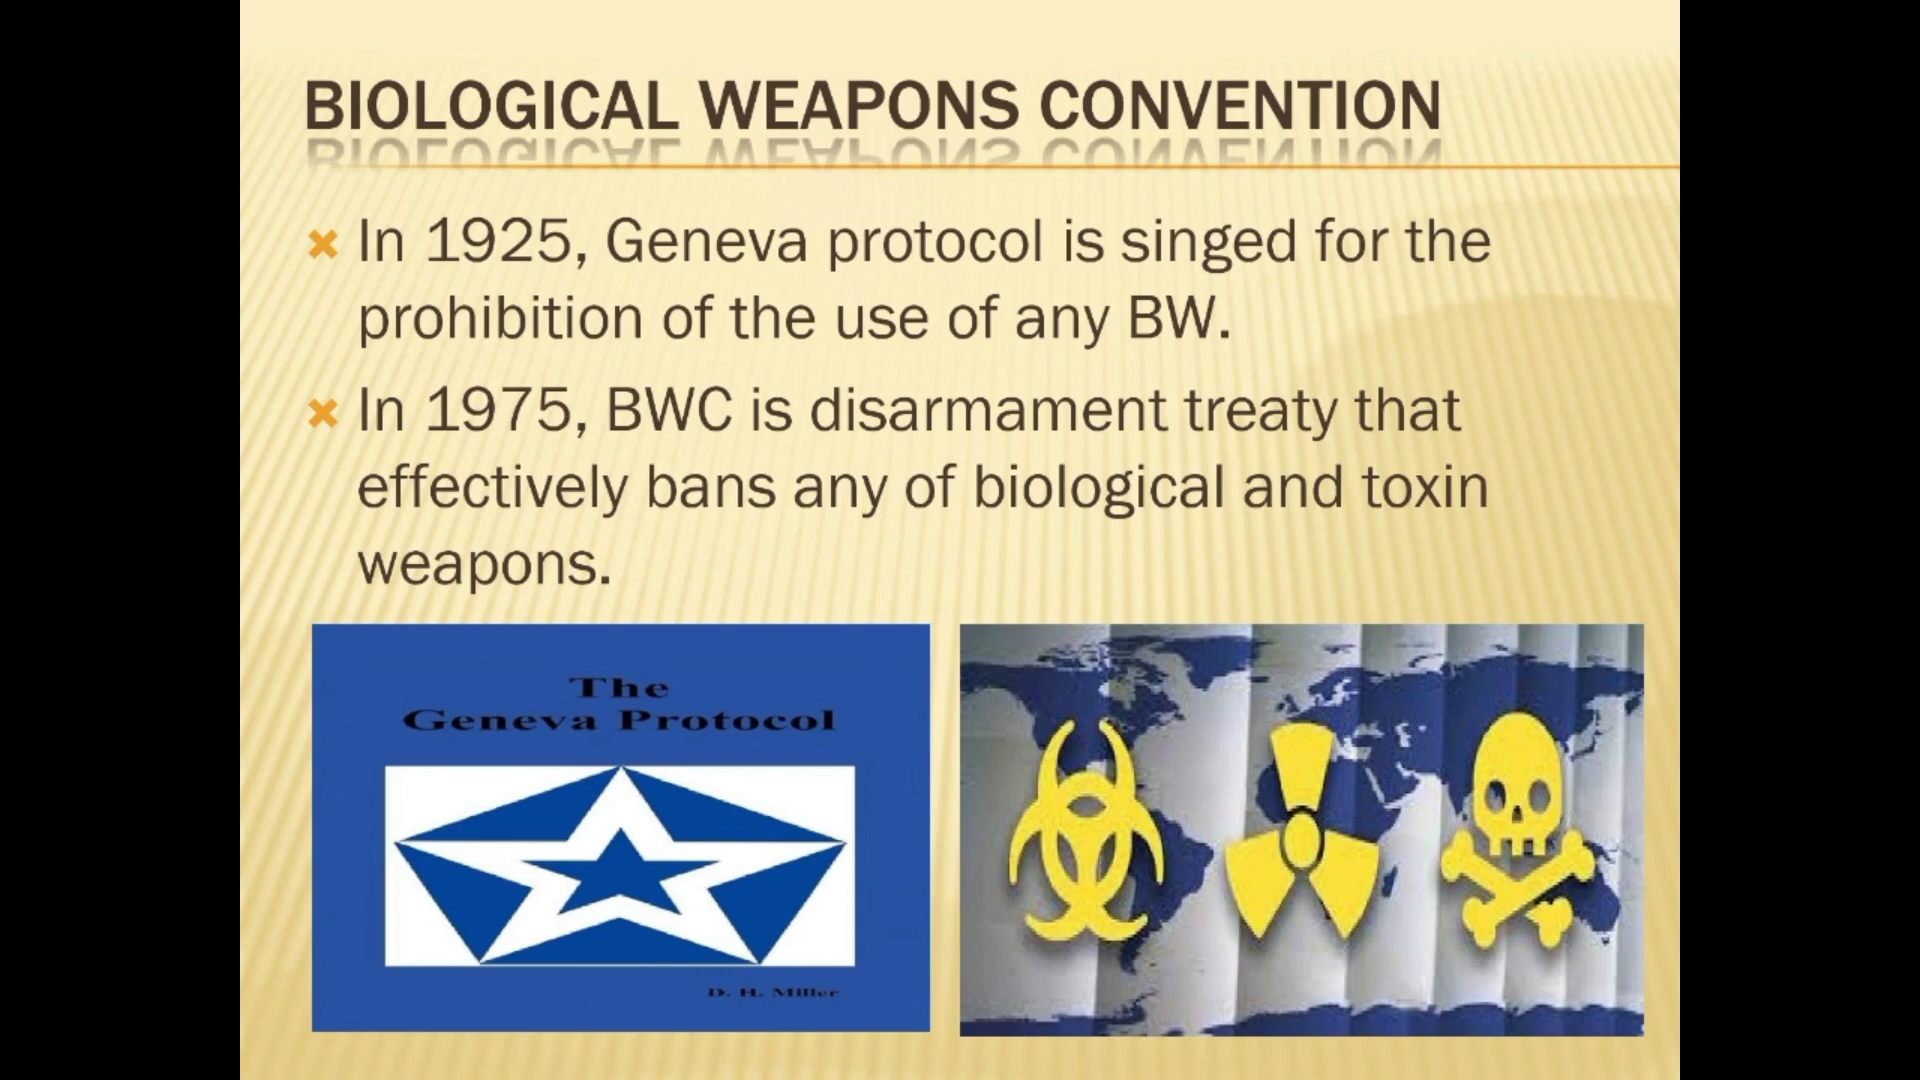 BIOLOGICAL WEAPONS CONVENTION
In 1925, Geneva protocol is singed for the
prohibition of the use of any BW.
In 1975, BWC is disarmament treaty that
effectively bans any of biological and toxin
weapons.
The
Geneva Protocol
D. H. Miller